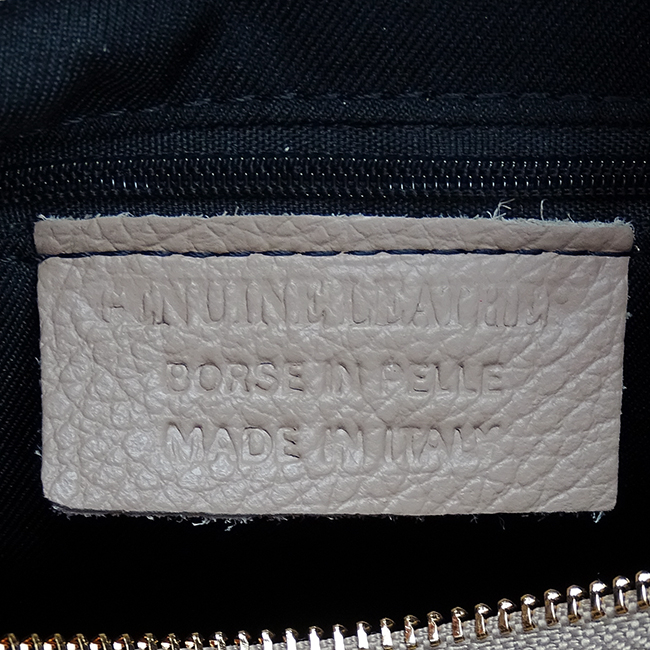 GENUINE LEATHER
BORSE IN PELLE
MADE IN ITALY